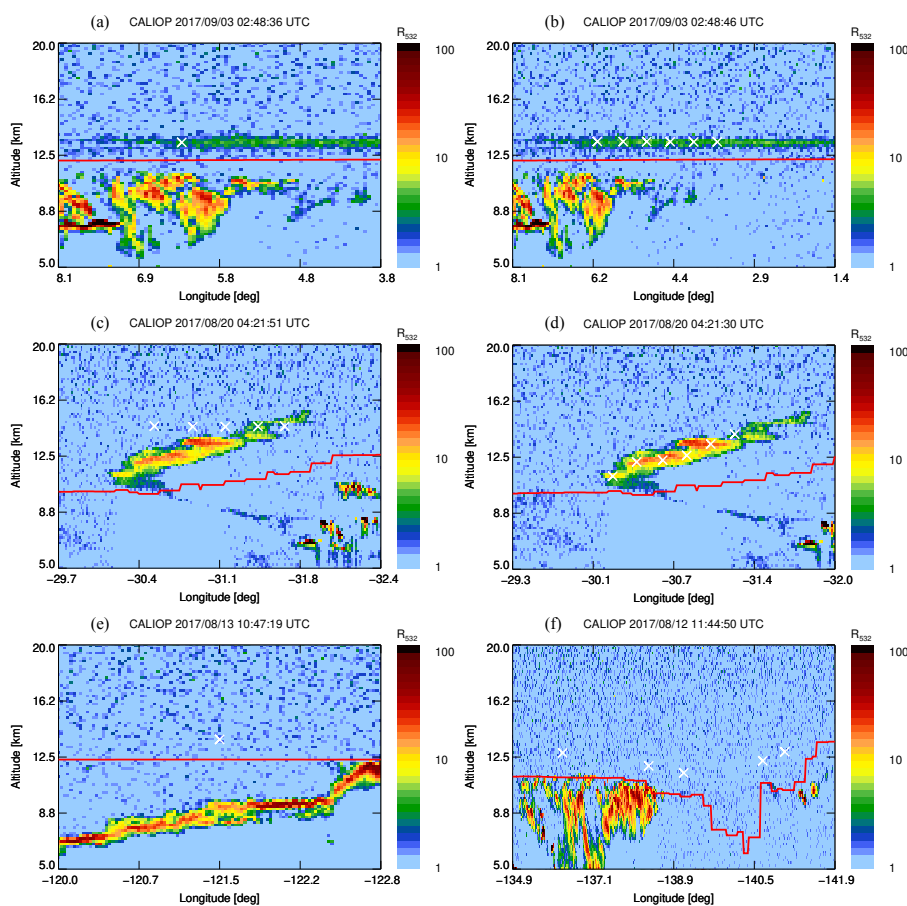 (a) CALIOP 2017/09/03 02:48:36 UTC
R532
20.0
16.2
12.5
8.8
5.0
Altitude [km]
8.1 6.9 5.8 4.8 3.8
Longitude [deg]
100
10
1
(b) CALIOP 2017/09/03 02:48:46 UTC
R532
20.0
16.2
12.5
8.8
5.0
Altitude [km]
8.1 6.2 4.4 2.9 1.4
Longitude [deg]
100
10
1
(c) CALIOP 2017/08/20 04:21:51 UTC
R532
20.0
16.2
12.5
8.8
5.0
Altitude [km]
−29.7 −30.4 −31.1 −31.8 −32.4
Longitude [deg]
100
10
1
(d) CALIOP 2017/08/20 04:21:30 UTC
R532
20.0
16.2
12.5
8.8
5.0
Altitude [km]
−29.3 −30.1 −30.7 −31.4 −32.0
Longitude [deg]
100
10
1
(e) CALIOP 2017/08/13 10:47:19 UTC
R532
20.0
16.2
12.5
8.8
5.0
Altitude [km]
−120.0 −120.7 −121.5 −122.2 −122.8
Longitude [deg]
100
10
1
(f) CALIOP 2017/08/12 11:44:50 UTC
R532
20.0
16.2
12.5
8.8
5.0
Altitude [km]
−134.9 −137.1 −138.9 −140.5 −141.9
Longitude [deg]
100
10
1